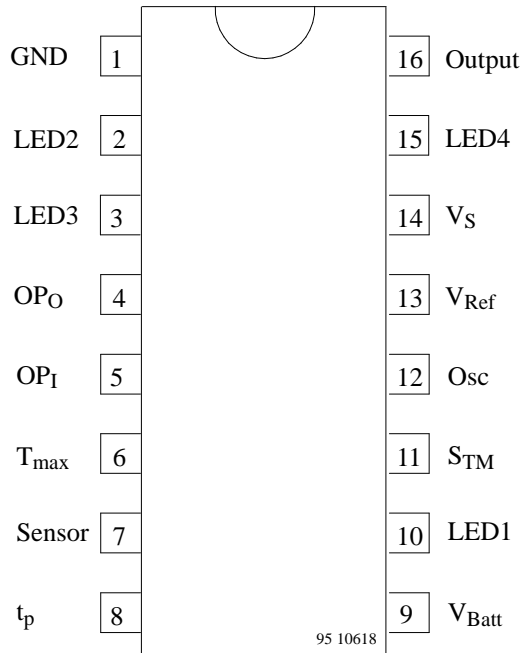 GND 1 16 Output
LED2 2 15 LED4
LED3 3 14 VS
OPO 4 13 VRef
OPI 5 12 Osc
Tmax 6 11 STM
Sensor 7 10 LED1
tp 8 9 VBatt
95 10618